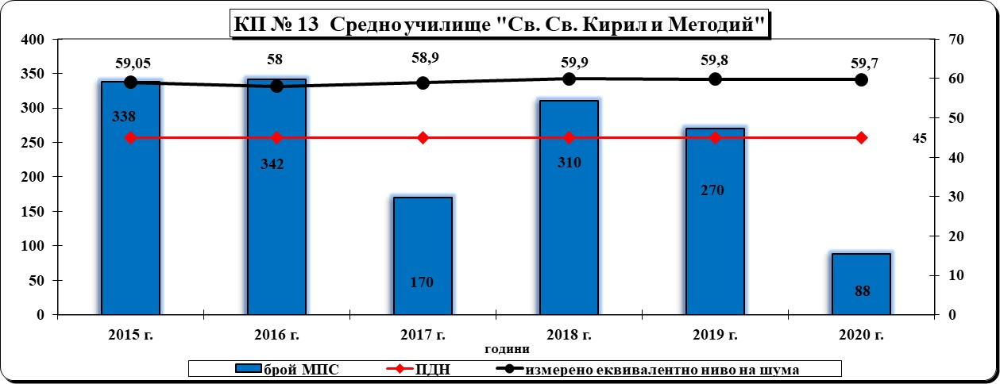 КП № 13 Средно училище "Св. Св. Кирил и Методий"
400
350
300
250
200
150
100
50
0
70
60
50
40
30
20
10
0
59,05
58
58,9
59,9
59,8
59,7
45
338
342
170
310
270
88
2015 г.
2016 г.
2017 г.
2018 г.
2019 г.
2020 г.
години
брой МПС
ПДН
измерено еквивалентно ниво на шума